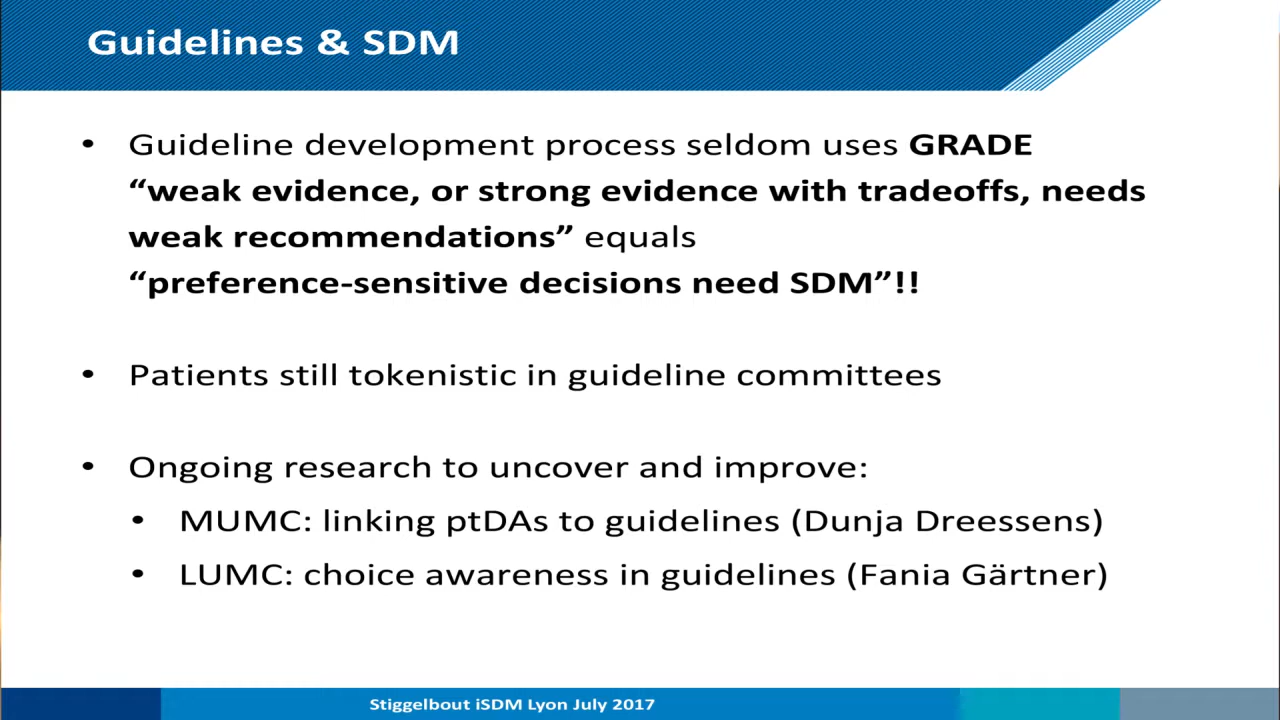 Guidelines & SDM
• Guideline development process seldom uses GRADE
“weak evidence, or strong evidence with tradeoffs, needs
weak recommendations” equals
“preference-sensitive decisions need SDM”!!
• Patients still tokenistic in guideline committees
• Ongoing research to uncover and improve:
• MUMC: linking ptDAs to guidelines (Dunja Dreessens)
• LUMC: choice awareness in guidelines (Fania Gärtner)
Stiggelbout iSDM Lyon July 2017